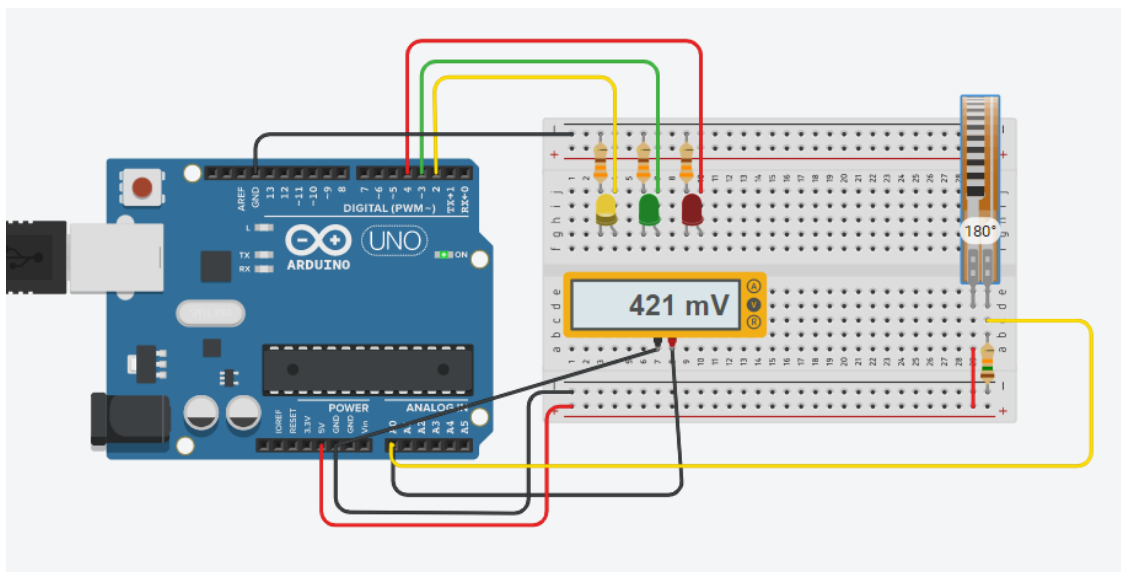 AREF
GND
13
12
~11
~10
~9
8
7
~6
~5
4
~3
2
TX→1
RX←0
DIGITAL (PWM~)
L
TX
RX
ARDUINO
UNO
ON
POWER
ANALOG IN
IOREF
RESET
3.3V
5V
GND
GND
Vin
A0
A2
A3
A4
A5
421 mV
A
V
R
180°
a b c d e
f g h i j